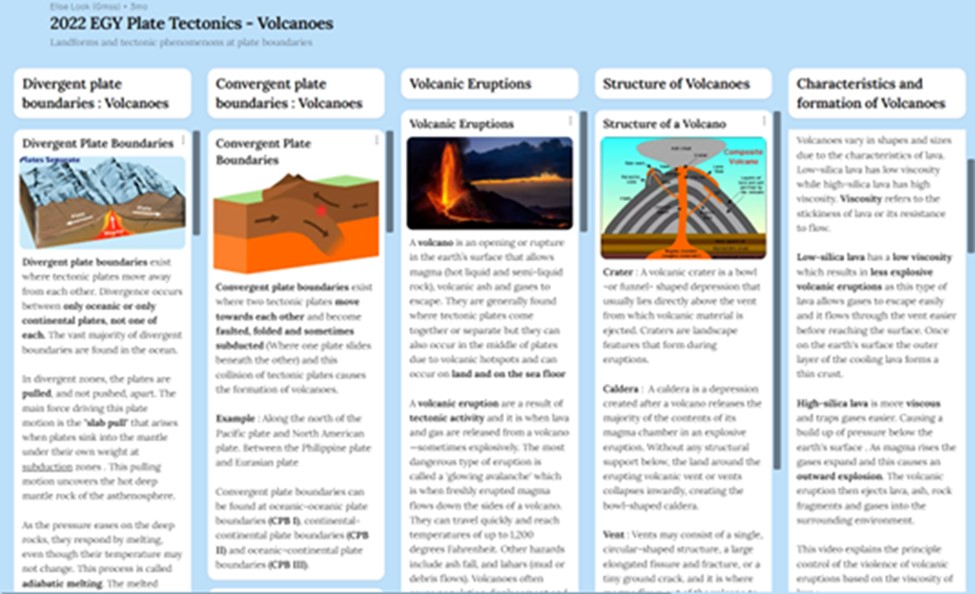 Elise Look (Gmss) • 3mo
2022 EGY Plate Tectonics - Volcanoes
Landforms and tectonic phenomenons at plate boundaries
Divergent plate
boundaries : Volcanoes
Divergent Plate Boundaries
Plates Separate
Plate
Plate
Divergent plate boundaries exist
where tectonic plates move away
from each other. Divergence occurs
between only oceanic or only
continental plates, not one of
each. The vast majority of divergent
boundaries are found in the ocean.
In divergent zones, the plates are
pulled, and not pushed, apart. The
main force driving this plate
motion is the "slab pull" that arises
when plates sink into the mantle
under their own weight at
subduction zones . This pulling
motion uncovers the hot deep
mantle rock of the asthenosphere.
As the pressure eases on the deep
rocks, they respond by melting,
even though their temperature may
not change. This process is called
adiabatic melting. The melted
Convergent plate
boundaries : Volcanoes
Convergent Plate
Boundaries
Convergent plate boundaries exist
where two tectonic plates move
towards each other and become
faulted, folded and sometimes
subducted (Where one plate slides
beneath the other) and this
collision of tectonic plates causes
the formation of volcanoes.
Example : Along the north of the
Pacific plate and North American
plate. Between the Philippine plate
and Eurasian plate
Convergent plate boundaries can
be found at oceanic-oceanic plate
boundaries (CPB I), continental-
continental plate boundaries (CPB
II) and oceanic-continental plate
boundaries (CPB III).
Volcanic Eruptions
Volcanic Eruptions
A volcano is an opening or rupture
in the earth's surface that allows
magma (hot liquid and semi-liquid
rock), volcanic ash and gases to
escape. They are generally found
where tectonic plates come
together or separate but they can
also occur in the middle of plates
due to volcanic hotspots and can
occur on land and on the sea floor
A volcanic eruption are a result of
tectonic activity and it is when lava
and gas are released from a volcano
—sometimes explosively. The most
dangerous type of eruption is
called a 'glowing avalanche' which
is when freshly erupted magma
flows down the sides of a volcano.
They can travel quickly and reach
temperatures of up to 1,200
degrees Fahrenheit. Other hazards
include ash fall, and lahars (mud or
debris flows). Volcanoes often
Structure of Volcanoes
Structure of a Volcano
Composite
Volcano
Crater : A volcanic crater is a bowl
-or funnel- shaped depression that
usually lies directly above the vent
from which volcanic material is
ejected. Craters are landscape
features that form during
eruptions.
Caldera : A caldera is a depression
created after a volcano releases the
majority of the contents of its
magma chamber in an explosive
eruption. Without any structural
support below, the land around the
erupting volcanic vent or vents
collapses inwardly, creating the
bowl-shaped caldera.
Vent : Vents may consist of a single,
circular-shaped structure, a large
elongated fissure and fracture, or a
tiny ground crack, and it is where
Characteristics and
formation of Volcanoes
Volcanoes vary in shapes and sizes
due to the characteristics of lava.
Low-silica lava has low viscosity
while high-silica lava has high
viscosity. Viscosity refers to the
stickiness of lava or its resistance
to flow.
Low-silica lava has a low viscosity
which results in less explosive
volcanic eruptions as this type of
lava allows gases to escape easily
and it flows through the vent easier
before reaching the surface. Once
on the earth's surface the outer
layer of the cooling lava forms a
thin crust.
High-silica lava is more viscous
and traps gases easier. Causing a
build up of pressure below the
earth's surface . As magma rises the
gases expand and this causes an
outward explosion. The volcanic
eruption then ejects lava, ash, rock
fragments and gases into the
surrounding environment.
This video explains the principle
control of the violence of volcanic
eruptions based on the viscosity of